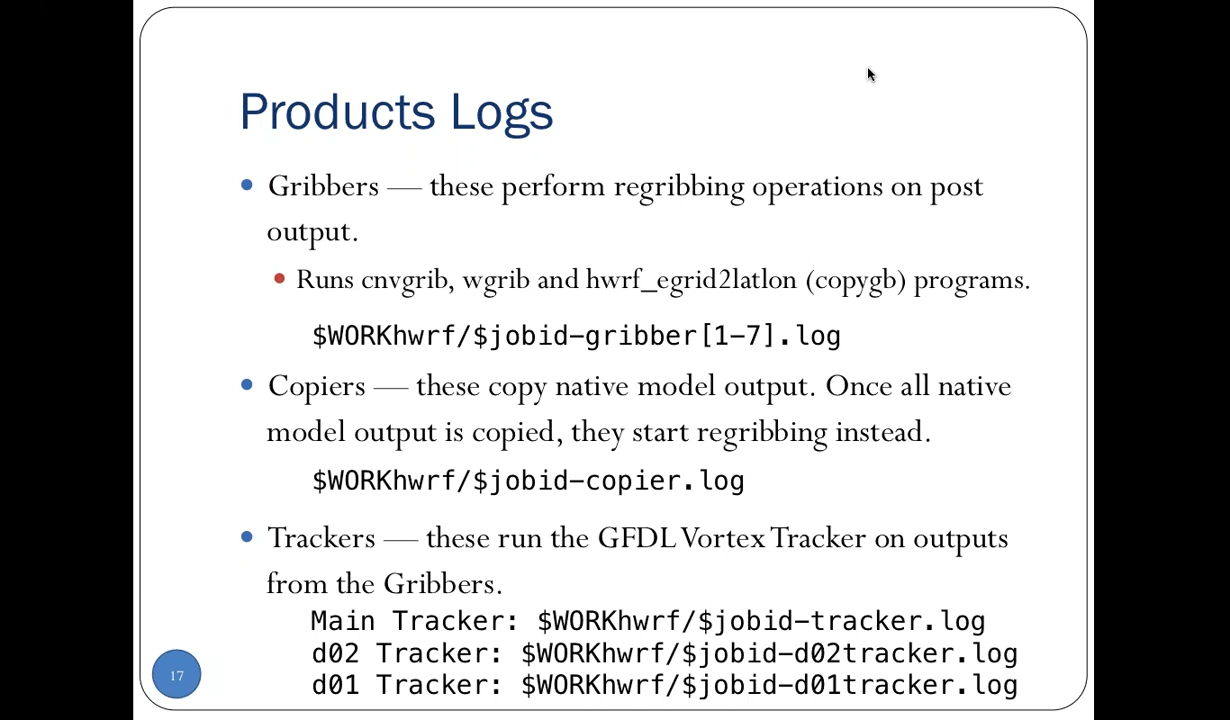 Products Logs
Gribbers — these perform regribbing operations on post
output.
Runs cnvgrib, wgrib and hwrf_egrid2latlon (copygb) programs.
$WORKhwrf/$jobid-gribber[1-7].log
Copiers — these copy native model output. Once all native
model output is copied, they start regribbing instead.
$WORKhwrf/$jobid-copier.log
Trackers — these run the GFDL Vortex Tracker on outputs
from the Gribbers.
Main Tracker: $WORKhwrf/$jobid-tracker.log
d02 Tracker: $WORKhwrf/$jobid-d02tracker.log
d01 Tracker: $WORKhwrf/$jobid-d01tracker.log
17